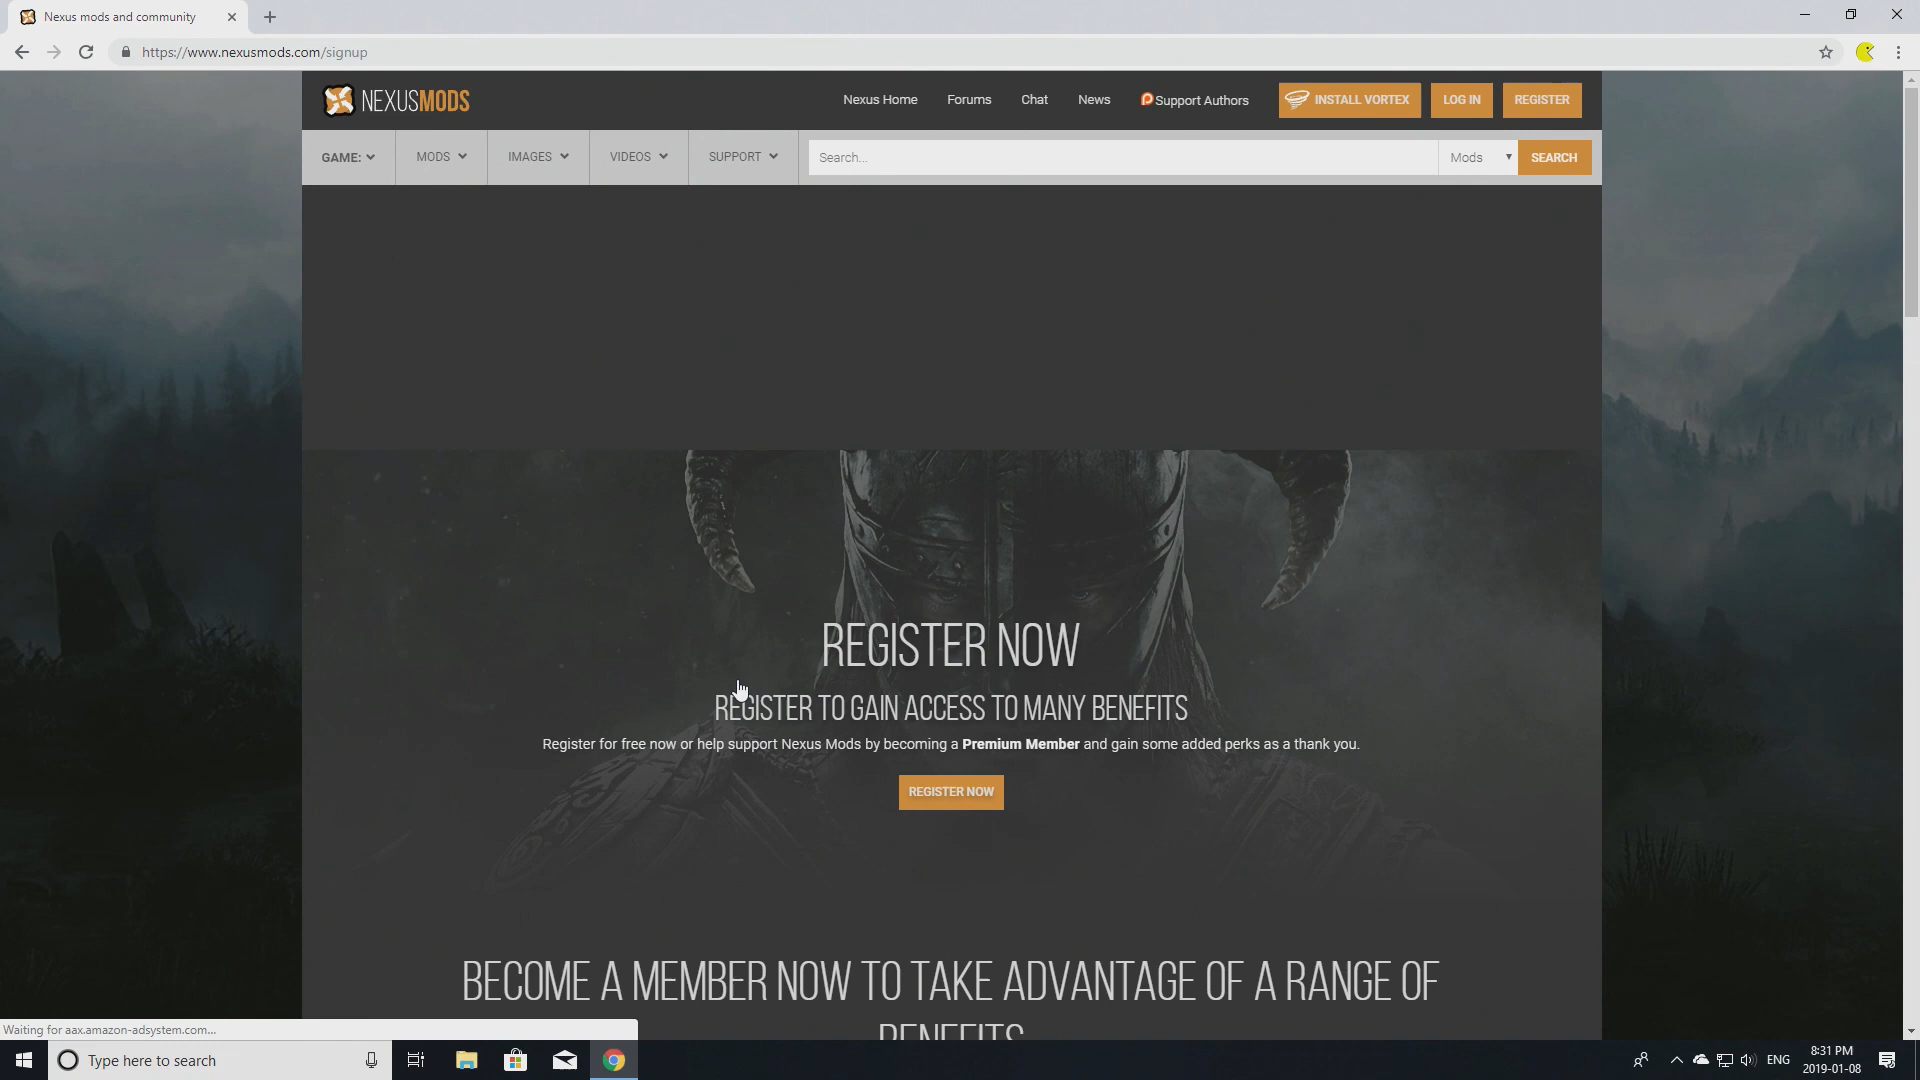 Nexus mods and community
https://www.nexusmods.com/signup
NEXUSMODS
Nexus Home
Forums
Chat
News
Support Authors
INSTALL VORTEX
LOG IN
REGISTER
GAME:
MODS
IMAGES
VIDEOS
SUPPORT
Search...
Mods
SEARCH
REGISTER NOW
REGISTER TO GAIN ACCESS TO MANY BENEFITS
Register for free now or help support Nexus Mods by becoming a Premium Member and gain some added perks as a thank you.
REGISTER NOW
BECOME A MEMBER NOW TO TAKE ADVANTAGE OF A RANGE OF
BENEFITS
Waiting for aax.amazon-adsystem.com...
Type here to search
ENG
8:31 PM
2019-01-08